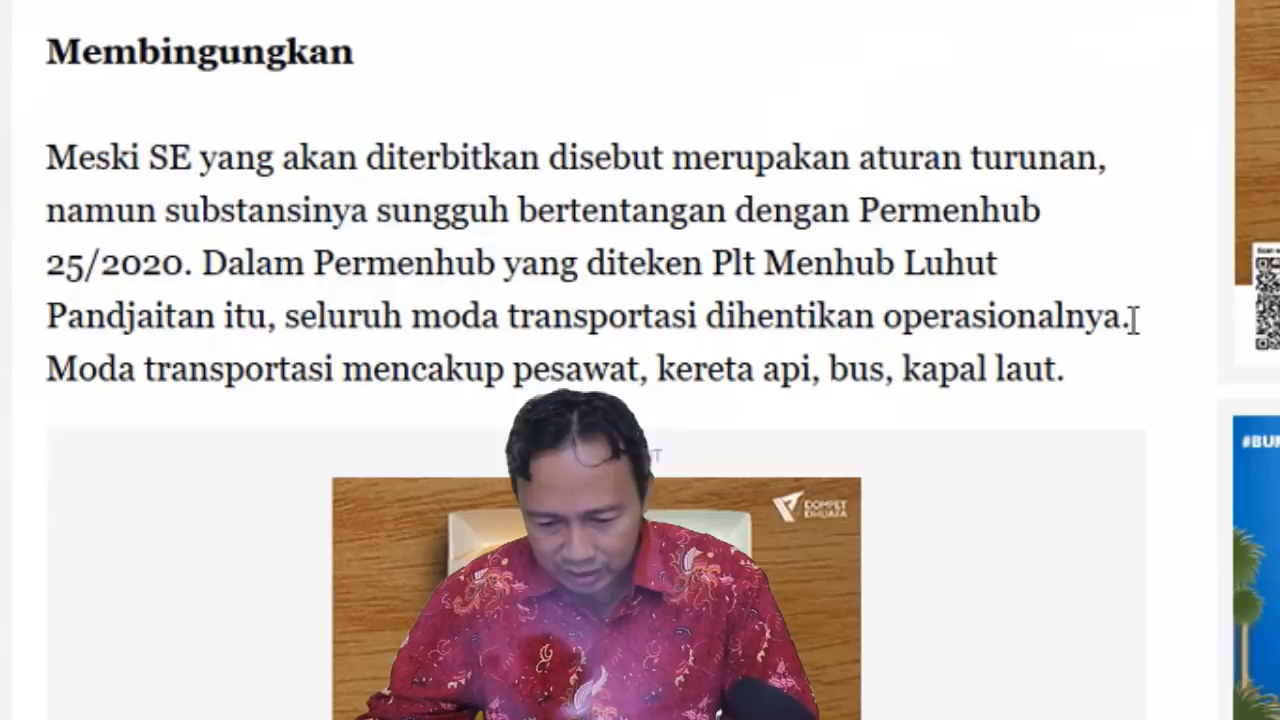 Membingungkan
Meski SE yang akan diterbitkan disebut merupakan aturan turunan,
namun substansinya sungguh bertentangan dengan Permenhub
25/2020. Dalam Permenhub yang diteken Plt Menhub Luhut
Pandjaitan itu, seluruh moda transportasi dihentikan operasionalnya.
Moda transportasi mencakup pesawat, kereta api, bus, kapal laut.
#BUM
DOMPET
DHUAFA